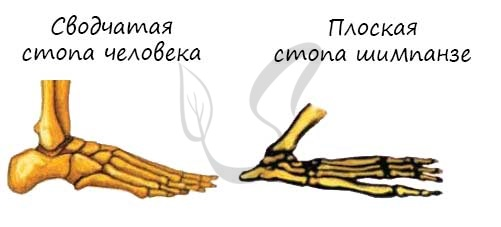 Сводчатая
стопа человека
Плоская
стопа шимпанзе